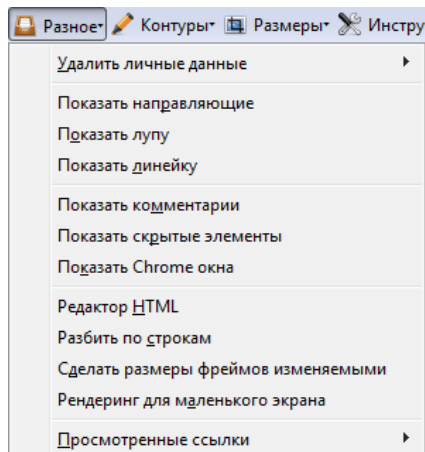 Разное Контуры Размеры Инстру
Удалить личные данные
Показать направляющие
Показать лупу
Показать линейку
Показать комментарии
Показать скрытые элементы
Показать Chrome окна
Редактор HTML
Разбить по строкам
Сделать размеры фреймов изменяемыми
Рендеринг для маленького экрана
Просмотренные ссылки